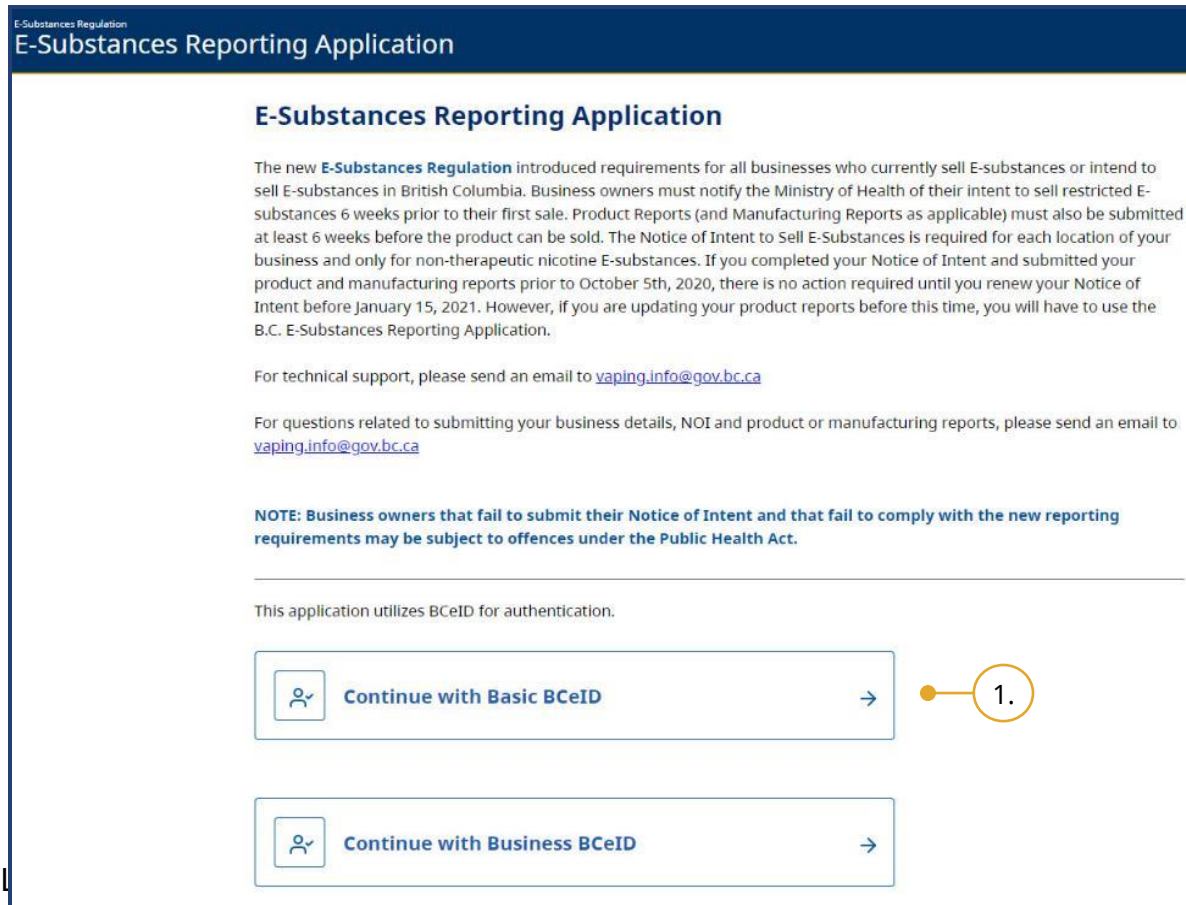 E-Substances Regulation
E-Substances Reporting Application
E-Substances Reporting Application
The new E-Substances Regulation introduced requirements for all businesses who currently sell E-substances or intend to
sell E-substances in British Columbia. Business owners must notify the Ministry of Health of their intent to sell restricted E-
substances 6 weeks prior to their first sale. Product Reports (and Manufacturing Reports as applicable) must also be submitted
at least 6 weeks before the product can be sold. The Notice of Intent to Sell E-Substances is required for each location of your
business and only for non-therapeutic nicotine E-substances. If you completed your Notice of Intent and submitted your
product and manufacturing reports prior to October 5th, 2020, there is no action required until you renew your Notice of
Intent before January 15, 2021. However, if you are updating your product reports before this time, you will have to use the
B.C. E-Substances Reporting Application.
For technical support, please send an email to vaping.info@gov.bc.ca
For questions related to submitting your business details, NOI and product or manufacturing reports, please send an email to
vaping.info@gov.bc.ca
NOTE: Business owners that fail to submit their Notice of Intent and that fail to comply with the new reporting
requirements may be subject to offences under the Public Health Act.
This application utilizes BCeID for authentication.
Continue with Basic BCeID
1.
Continue with Business BCeID